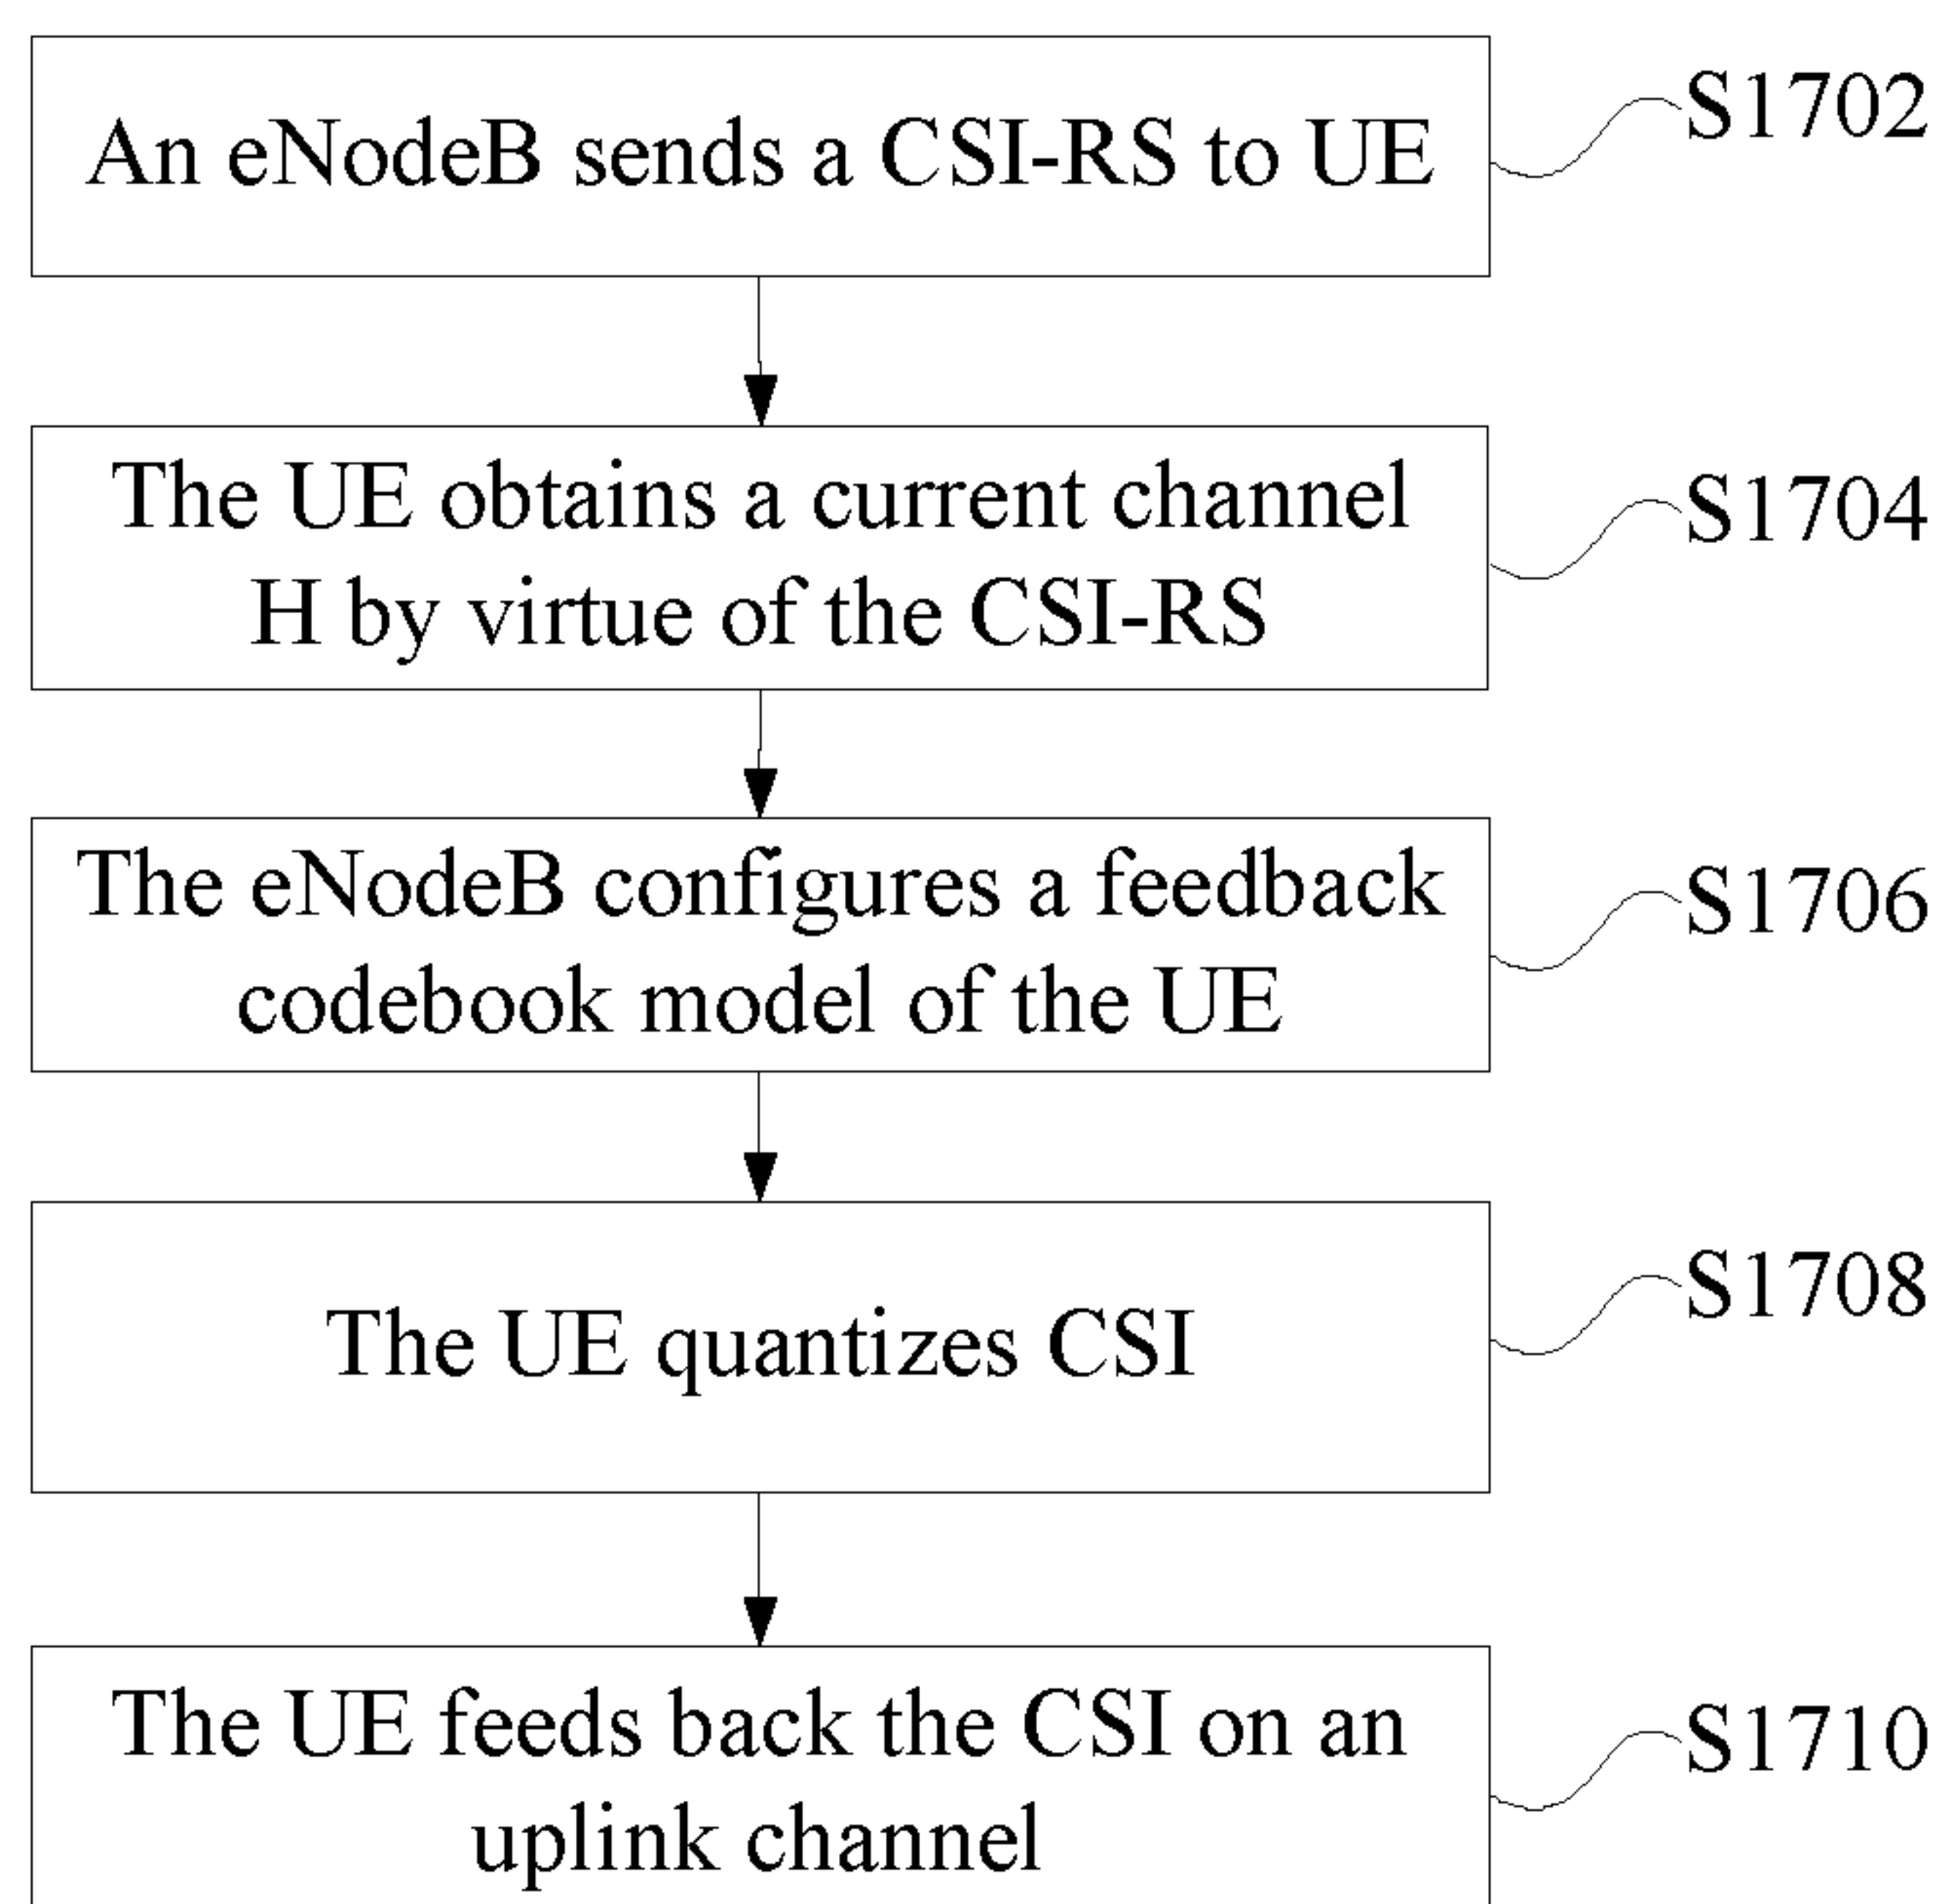 An eNodeB sends a CSI-RS to UE
S1702
The UE obtains a current channel
H by virtue of the CSI-RS
S1704
The eNodeB configures a feedback
codebook model of the UE
S1706
The UE quantizes CSI
S1708
The UE feeds back the CSI on an
uplink channel
S1710